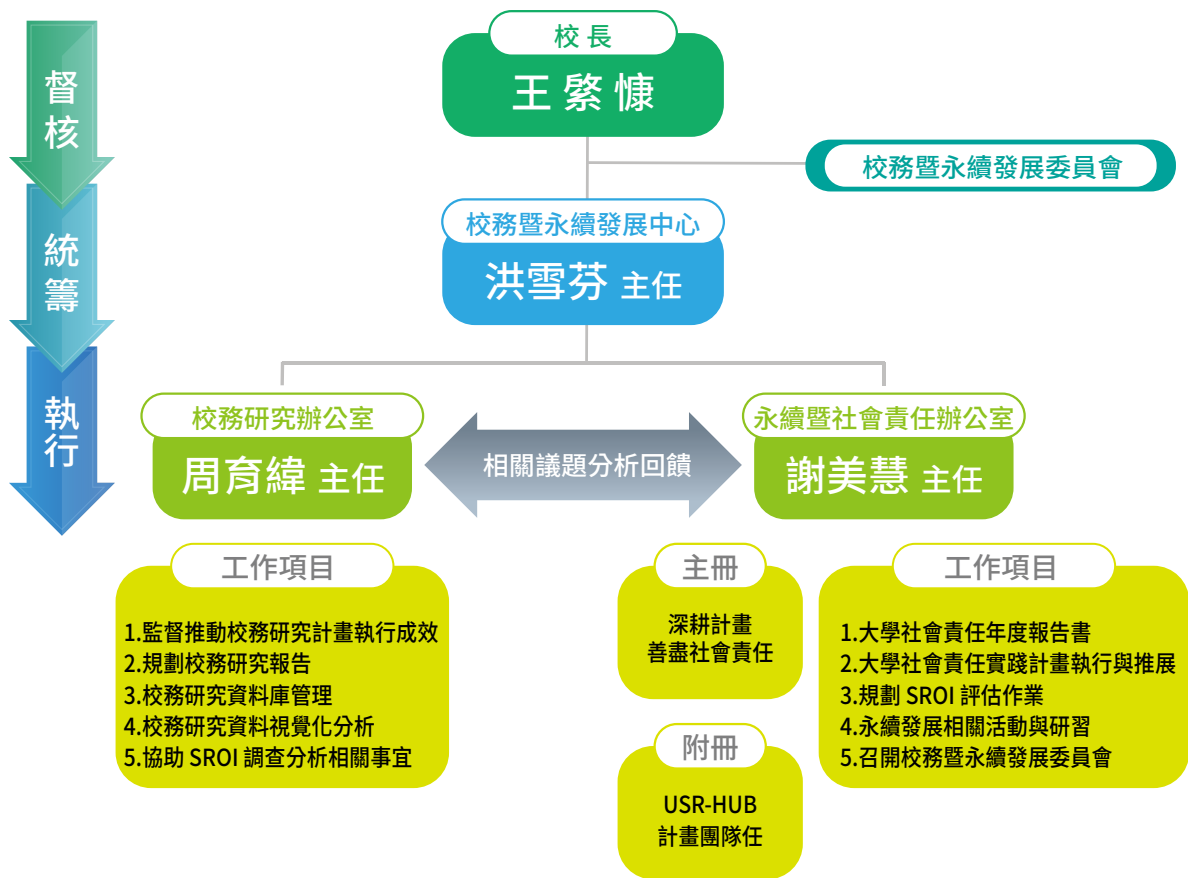 督核
統籌
執行
校長
王綮慷
校務暨永續發展委員會
校務暨永續發展中心
洪雪芬 主任
校務研究辦公室
周育緯 主任
相關議題分析回饋
永續暨社會責任辦公室
謝美慧 主任
工作項目
1.監督推動校務研究計畫執行成效
2.規劃校務研究報告
3.校務研究資料庫管理
4.校務研究資料視覺化分析
5.協助 SROI 調查分析相關事宜
主冊
深耕計畫
善盡社會責任
附冊
USR-HUB
計畫團隊任
工作項目
1.大學社會責任年度報告書
2.大學社會責任實踐計畫執行與推展
3.規劃 SROI 評估作業
4.永續發展相關活動與研習
5.召開校務暨永續發展委員會